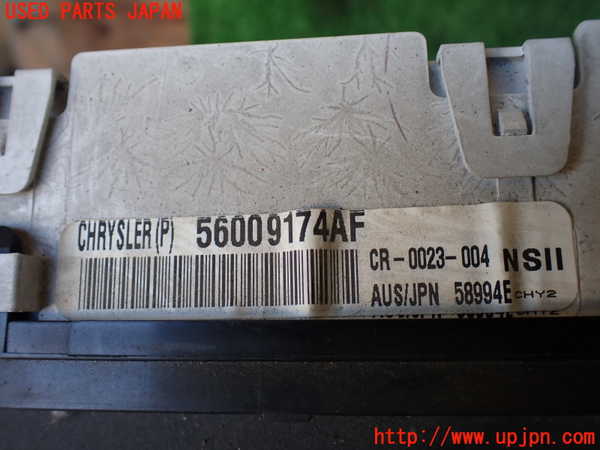 USED PARTS JAPAN
CHRYSLER(P) 56009174AF
CR-0023-004 NSII
AUS/JPN 58994E CHY2
http://www.upjpn.com